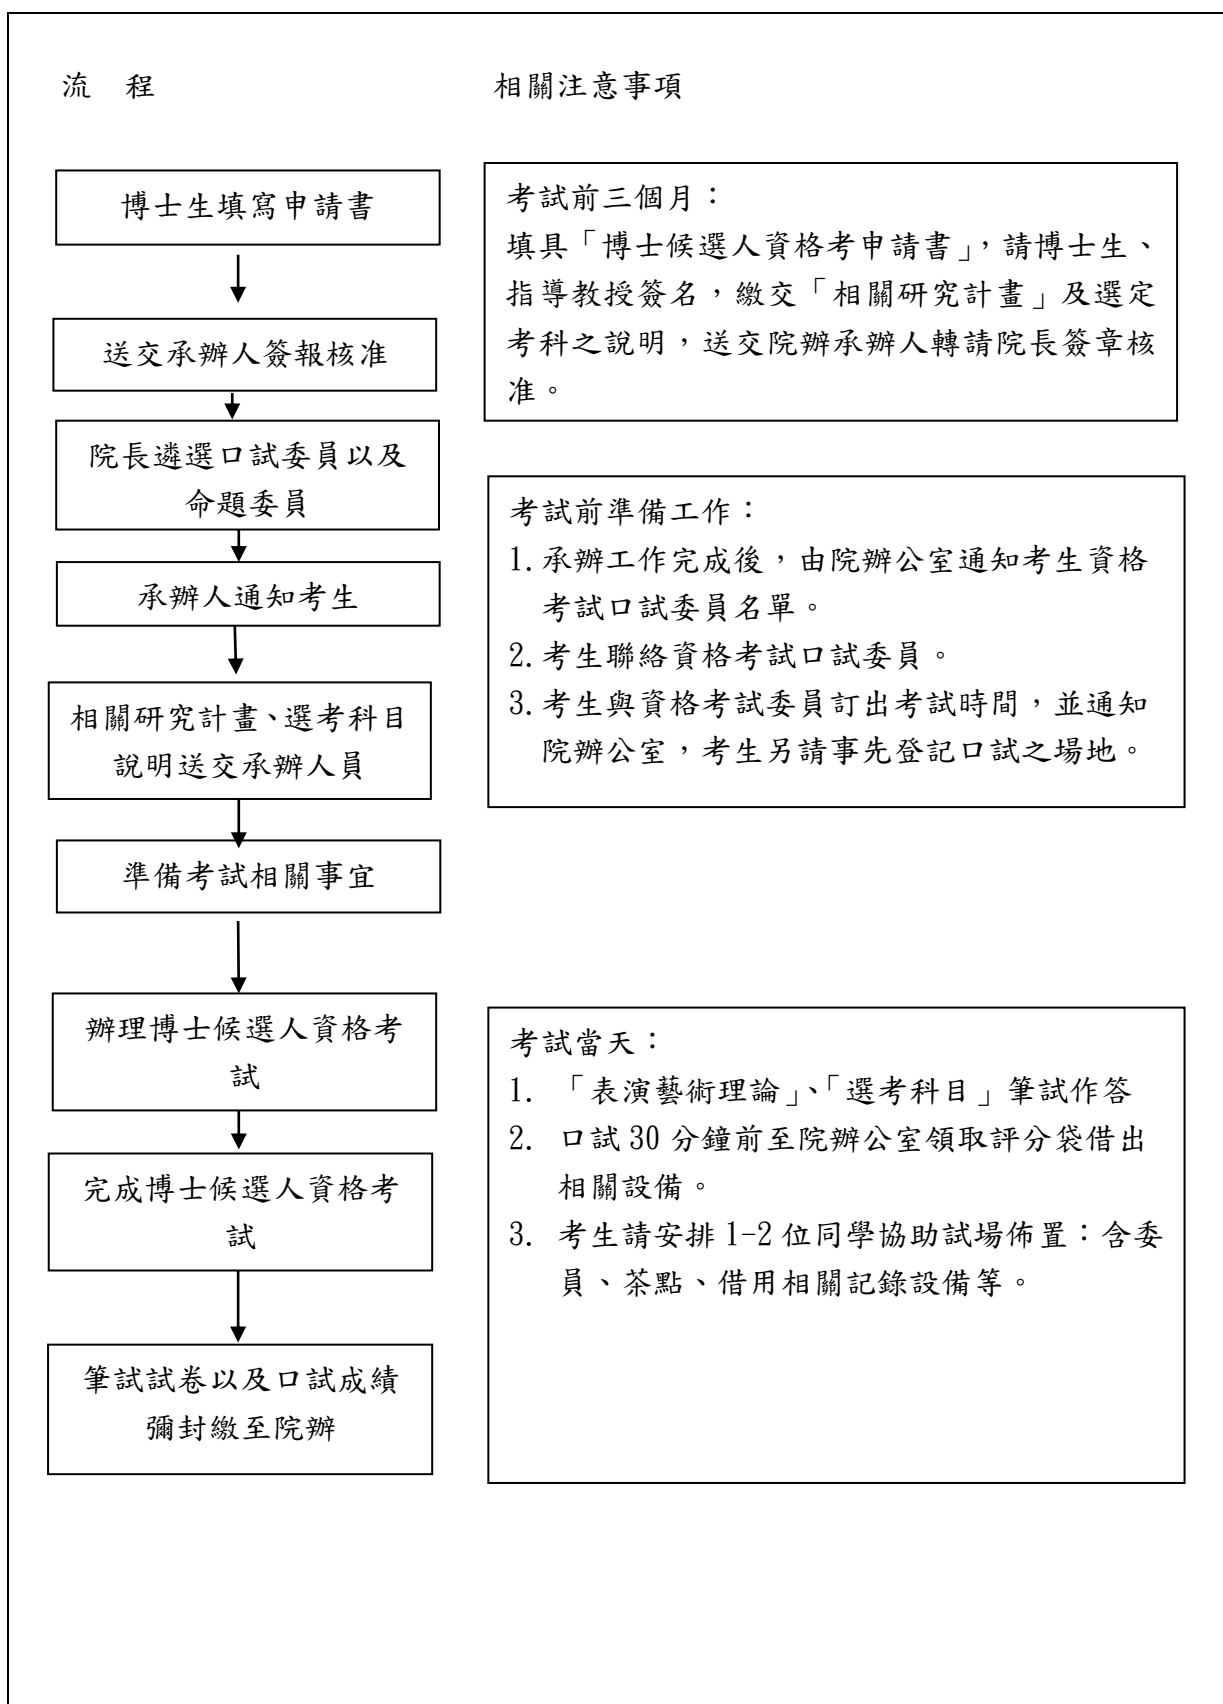 流　程
相關注意事項
博士生填寫申請書
送交承辦人簽報核准
院長遴選口試委員以及
命題委員
承辦人通知考生
相關研究計畫、選考科目
說明送交承辦人員
準備考試相關事宜
辦理博士候選人資格考
試
完成博士候選人資格考
試
筆試試卷以及口試成績
彌封繳至院辦
考試前三個月：
填具「博士候選人資格考申請書」，請博士生、
指導教授簽名，繳交「相關研究計畫」及選定
考科之說明，送交院辦承辦人轉請院長簽章核
准。
考試前準備工作：
1.承辦工作完成後，由院辦公室通知考生資格
考試口試委員名單。
2.考生聯絡資格考試口試委員。
3.考生與資格考試委員訂出考試時間，並通知
院辦公室，考生另請事先登記口試之場地。
考試當天：
1. 「表演藝術理論」、「選考科目」筆試作答
2. 口試 30 分鐘前至院辦公室領取評分袋借出
相關設備。
3. 考生請安排 1-2 位同學協助試場佈置：含委
員、茶點、借用相關記錄設備等。